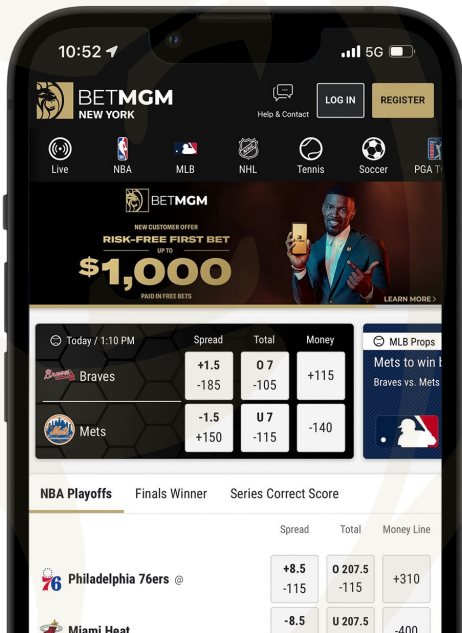 10:52
5G
BETMGM
NEW YORK
Help & Contact
LOG IN
REGISTER
Live
NBA
MLB
NHL
Tennis
Soccer
PGA T
BETMGM
NEW CUSTOMER OFFER
RISK-FREE FIRST BET
UP TO
$1,000
PAID IN FREE BETS
LEARN MORE >
Today / 1:10 PM
Spread
Total
Money
Braves
Braves
+1.5
-185
O 7
-105
+115
Mets
Mets
-1.5
+150
U 7
-115
-140
MLB Props
Mets to win
Braves vs. Mets
NBA Playoffs
Finals Winner
Series Correct Score
Spread
Total
Money Line
76
Philadelphia 76ers @
+8.5
-115
O 207.5
-115
+310
Miami Heat
-8.5
U 207.5
-400